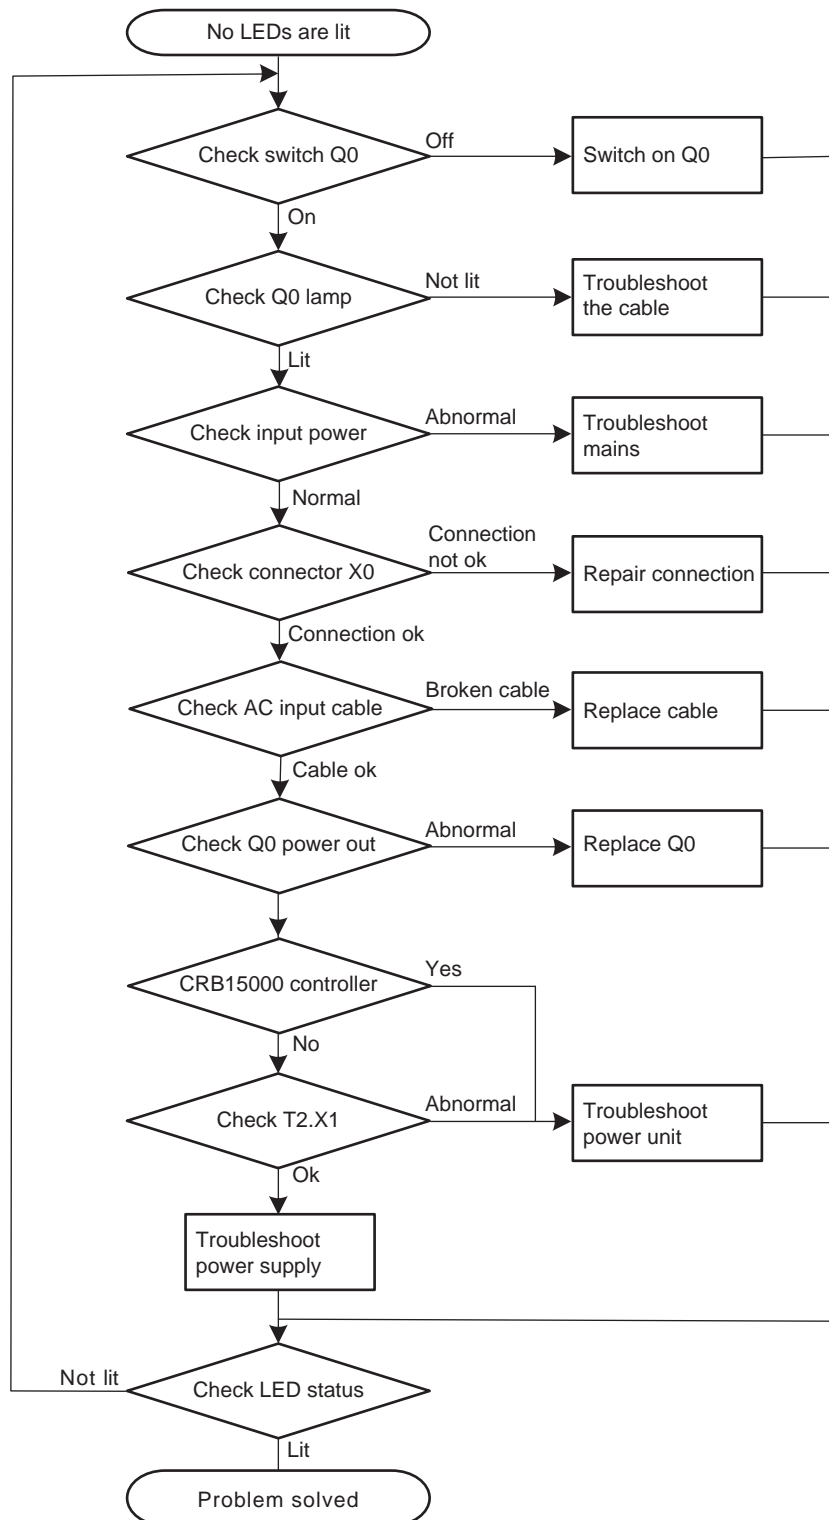 No LEDs are lit
Check switch Q0
Off
Switch on Q0
On
Check Q0 lamp
Not lit
Troubleshoot
the cable
Lit
Check input power
Abnormal
Troubleshoot
mains
Normal
Check connector X0
Connection
not ok
Repair connection
Connection ok
Check AC input cable
Broken cable
Replace cable
Cable ok
Check Q0 power out
Abnormal
Replace Q0
CRB15000 controller
Yes
No
Check T2.X1
Abnormal
Troubleshoot
power unit
Ok
Troubleshoot
power supply
Not lit
Check LED status
Lit
Problem solved